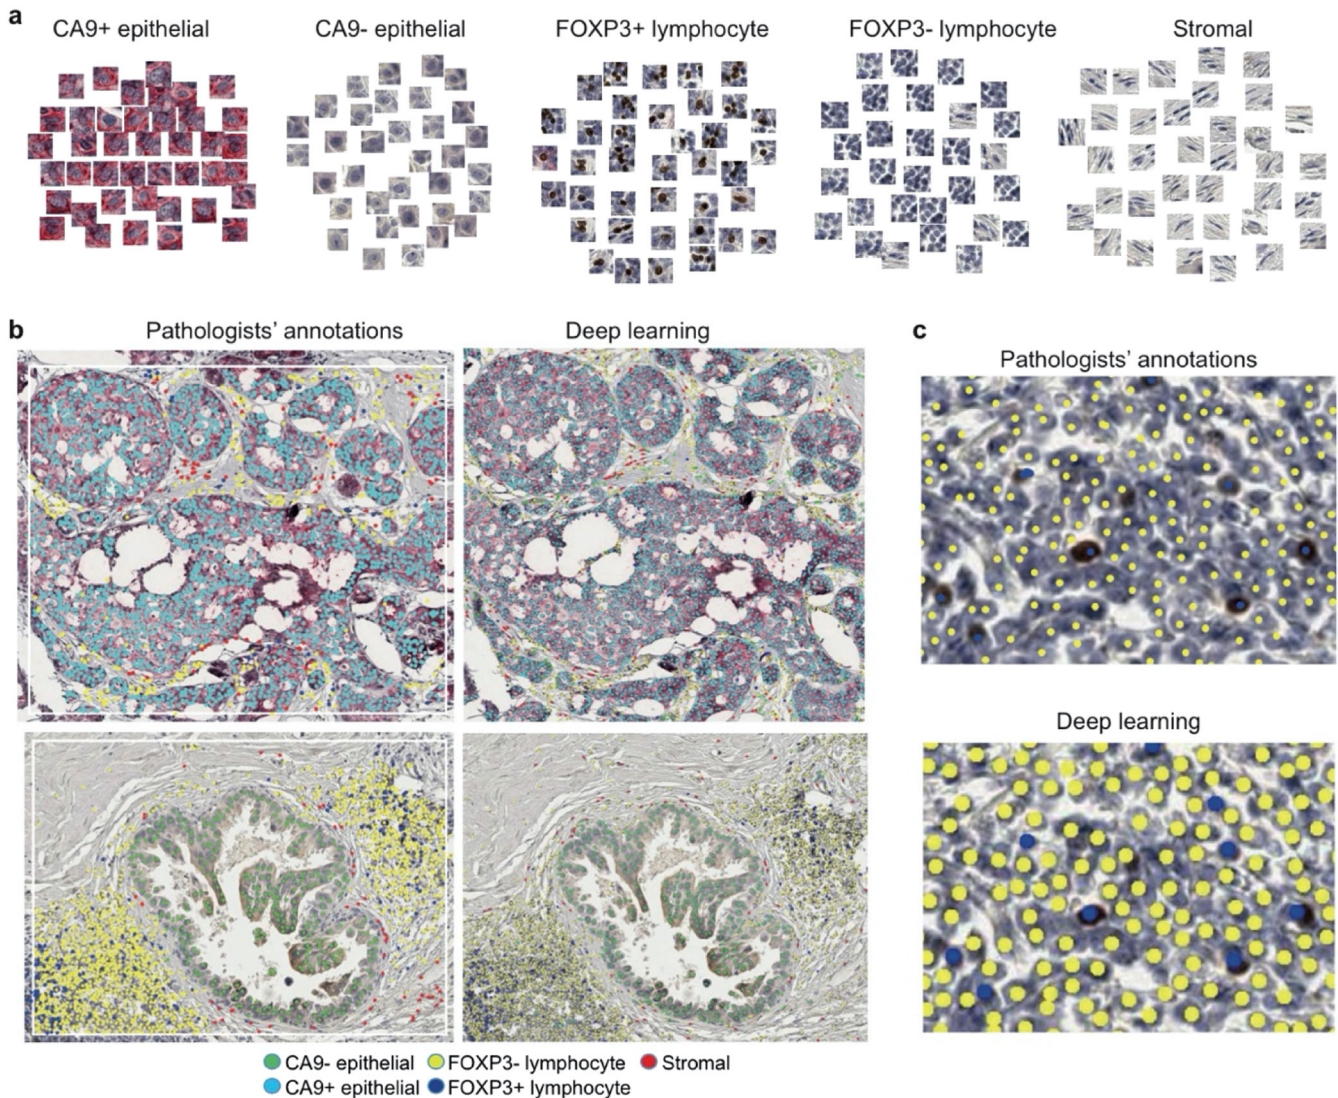 a
CA9+ epithelial CA9- epithelial FOXP3+ lymphocyte FOXP3- lymphocyte Stromal
b
Pathologists' annotations Deep learning
c
Pathologists' annotations
Deep learning
CA9- epithelial FOXP3- lymphocyte Stromal
CA9+ epithelial FOXP3+ lymphocyte